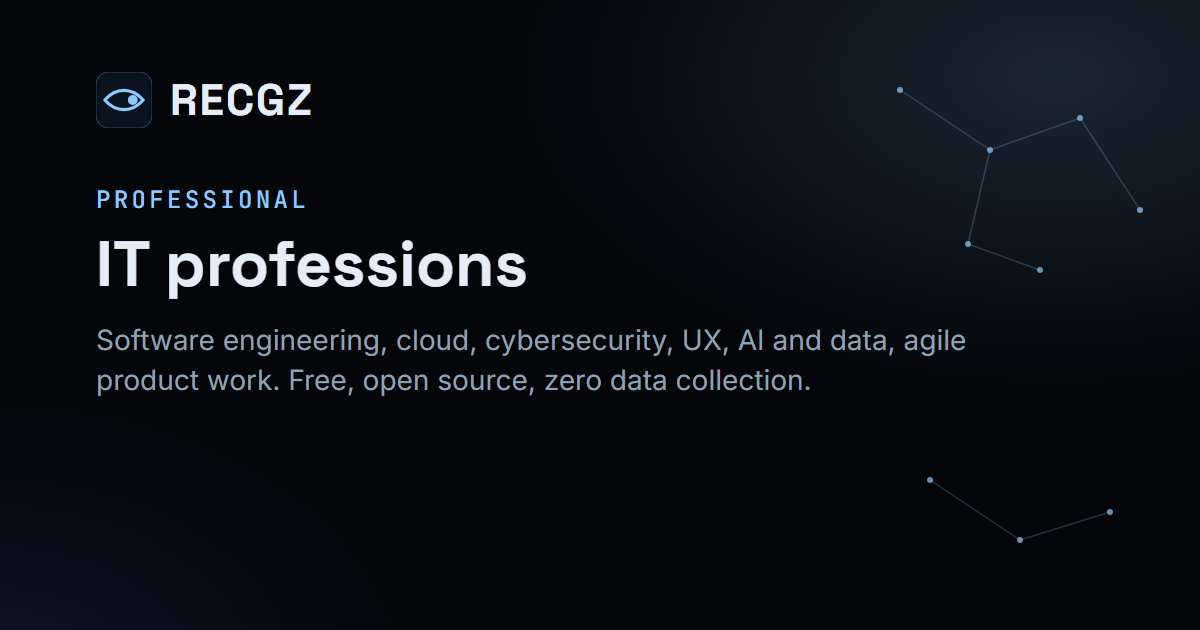 RECGZ
PROFESSIONAL
IT professions
Software engineering, cloud, cybersecurity, UX, AI and data, agile
product work. Free, open source, zero data collection.